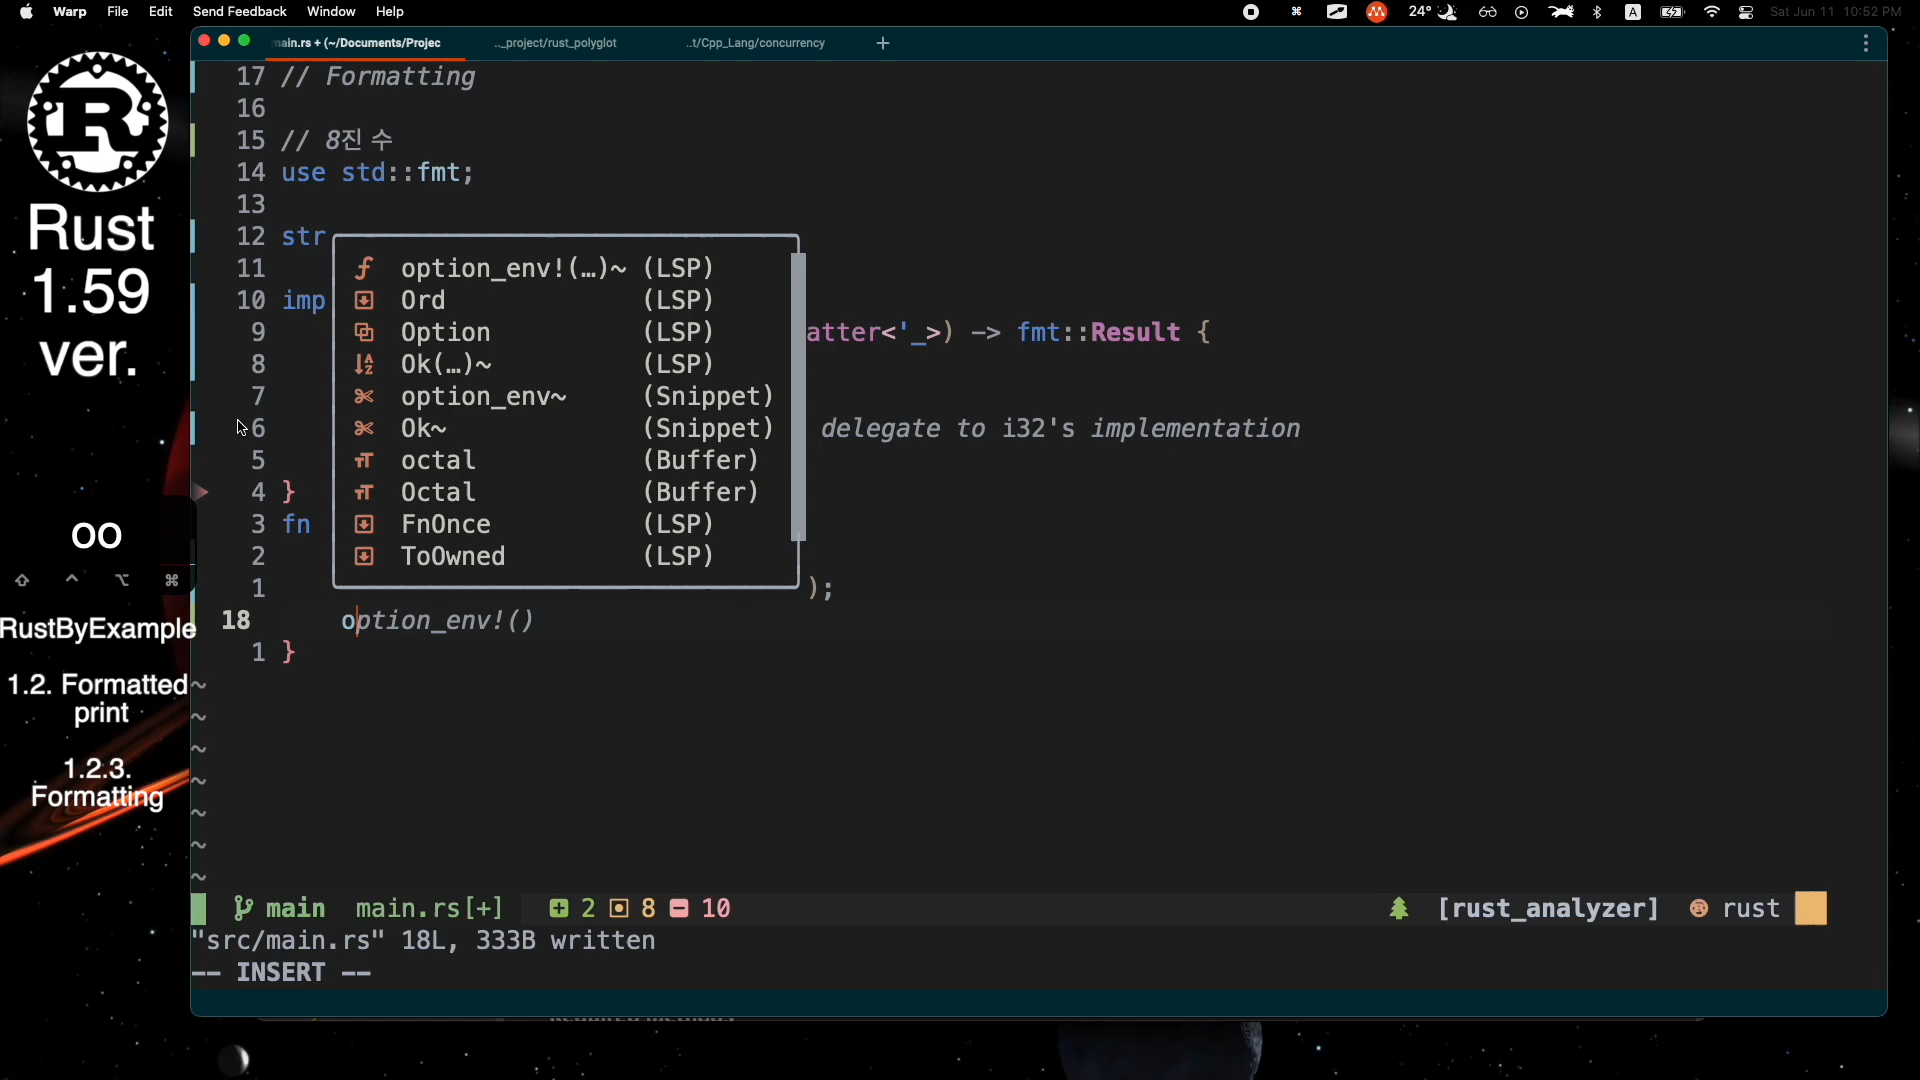 Warp File Edit Send Feedback Window Help
24° A Sat Jun 11 10:52 PM
main.rs + (~/Documents/Projec
.._project/rust_polyglot
..t/Cpp_Lang/concurrency
+
R
Rust
1.59
ver.
oo
RustByExample
1.2. Formatted
print
1.2.3.
Formatting
17 // Formatting
16
15 // 8진 수
14 use std::fmt;
13
12 str
11 option_env!(…)~ (LSP)
10 imp Ord (LSP)
9 Option (LSP) atter<'_>) -> fmt::Result {
8 Ok(…)~ (LSP)
7 option_env~ (Snippet)
6 Ok~ (Snippet) delegate to i32's implementation
5 octal (Buffer)
4 } Octal (Buffer)
3 fn FnOnce (LSP)
2 ToOwned (LSP)
1 );
18 option_env!()
1 }
~
~
~
~
~
~
~
main main.rs[+] 2 8 10 [rust_analyzer] rust
"src/main.rs" 18L, 333B written
-- INSERT --